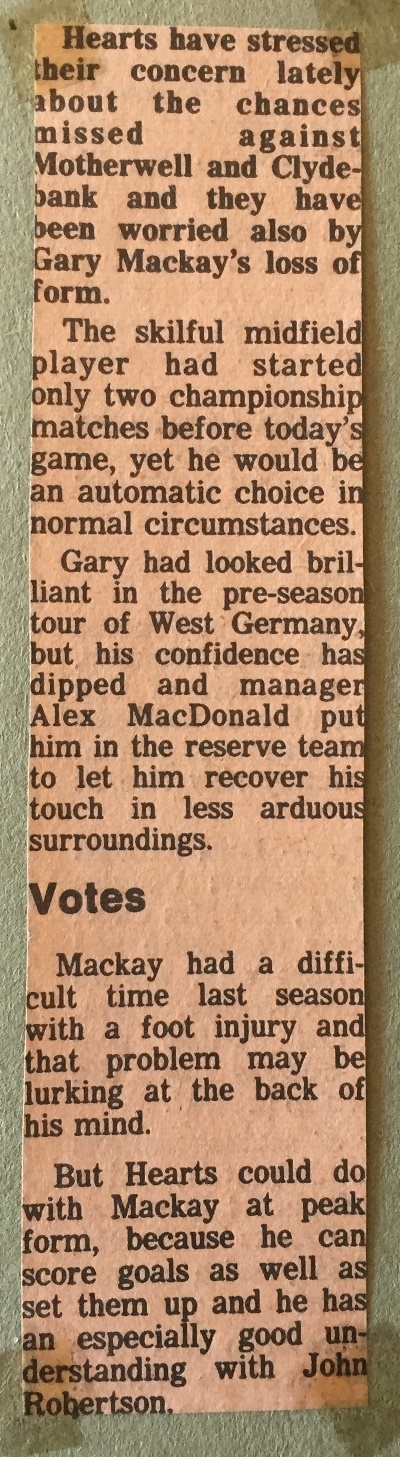 Hearts have stressed
their concern lately
about the chances
missed against
Motherwell and Clyde-
bank and they have
been worried also by
Gary Mackay's loss of
form.
The skilful midfield
player had started
only two championship
matches before today's
game, yet he would be
an automatic choice in
normal circumstances.
Gary had looked bril-
liant in the pre-season
tour of West Germany,
but his confidence has
dipped and manager
Alex MacDonald put
him in the reserve team
to let him recover his
touch in less arduous
surroundings.
Votes
Mackay had a diffi-
cult time last season
with a foot injury and
that problem may be
lurking at the back of
his mind.
But Hearts could do
with Mackay at peak
form, because he can
score goals as well as
set them up and he has
an especially good un-
derstanding with John
Robertson.